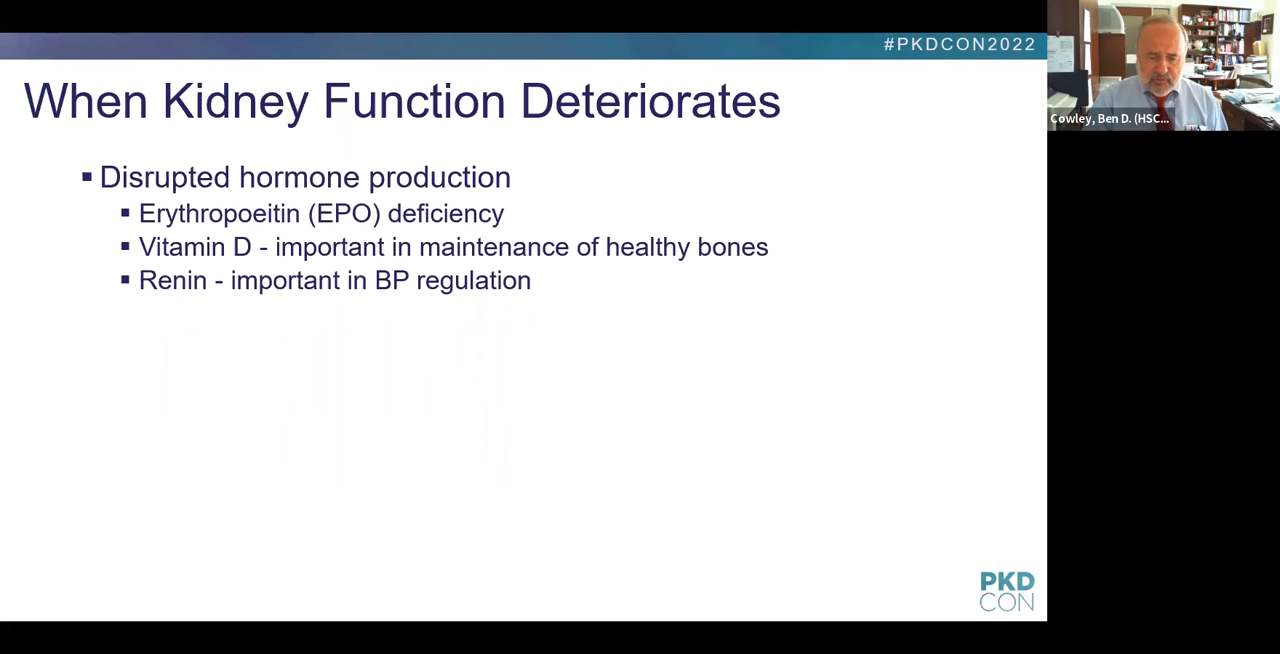 #PKDCON2022
When Kidney Function Deteriorates
Disrupted hormone production
Erythropoeitin (EPO) deficiency
Vitamin D - important in maintenance of healthy bones
Renin - important in BP regulation
PKD
CON
Cowley, Ben D. (HSC...